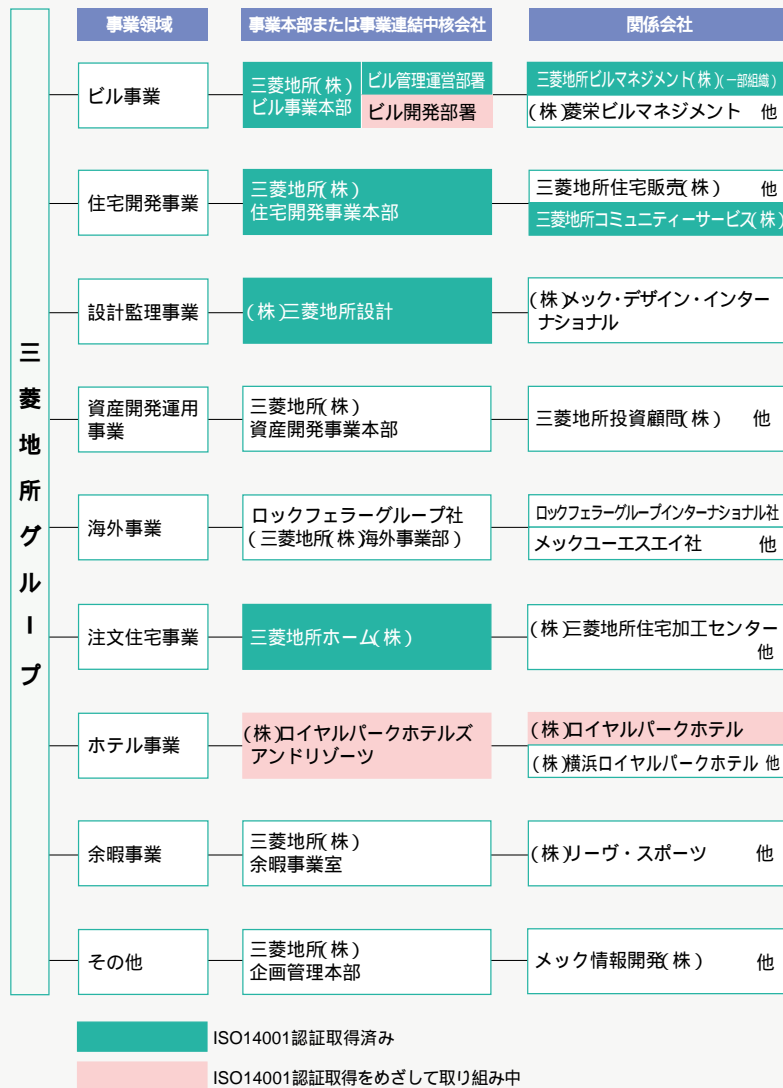 事業領域
事業本部または事業連結中核会社
関係会社
三菱地所グループ
ビル事業
三菱地所(株)
ビル事業本部
ビル管理運営部署
ビル開発部署
三菱地所ビルマネジメント(株)(一部組織)
(株)菱栄ビルマネジメント 他
住宅開発事業
三菱地所(株)
住宅開発事業本部
三菱地所住宅販売(株) 他
三菱地所コミュニティーサービス(株)
設計監理事業
(株)三菱地所設計
(株)メック・デザイン・インター
ナショナル
資産開発運用
事業
三菱地所(株)
資産開発事業本部
三菱地所投資顧問(株) 他
海外事業
ロックフェラーグループ社
(三菱地所(株)海外事業部)
ロックフェラーグループインターナショナル社
メックユーエスエイ社 他
注文住宅事業
三菱地所ホーム(株)
(株)三菱地所住宅加工センター
他
ホテル事業
(株)ロイヤルパークホテルズ
アンドリゾーツ
(株)ロイヤルパークホテル
(株)横浜ロイヤルパークホテル 他
余暇事業
三菱地所(株)
余暇事業室
(株)リーヴ・スポーツ 他
その他
三菱地所(株)
企画管理本部
メック情報開発(株) 他
ISO14001認証取得済み
ISO14001認証取得をめざして取り組み中